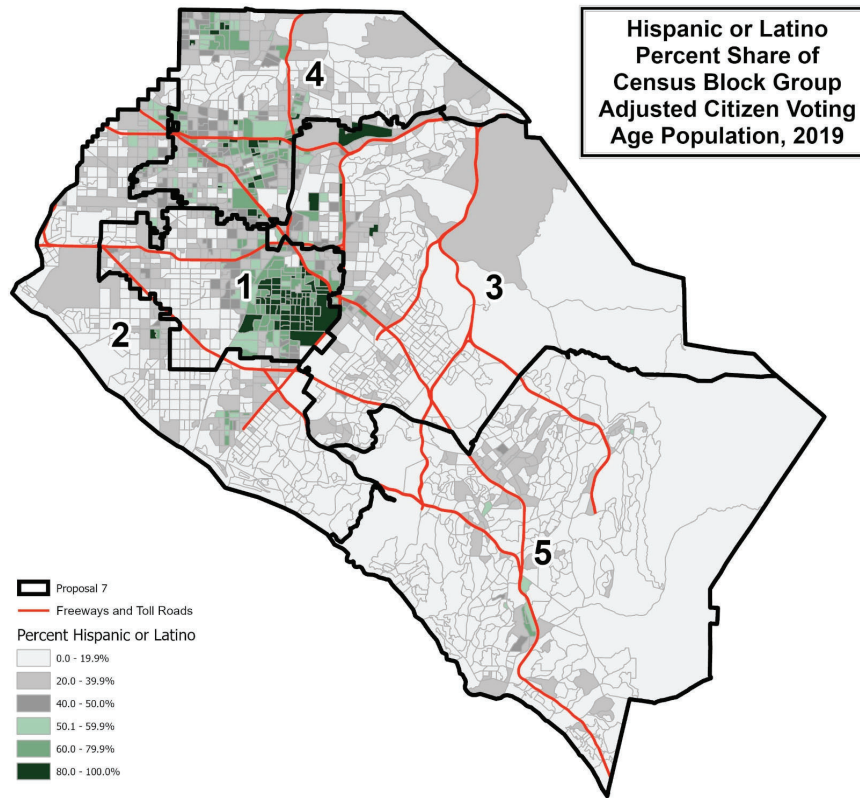 Hispanic or Latino
Percent Share of
Census Block Group
Adjusted Citizen Voting
Age Population, 2019
4
1
3
2
5
Proposal 7
Freeways and Toll Roads
Percent Hispanic or Latino
0.0 - 19.9%
20.0 - 39.9%
40.0 - 50.0%
50.1 - 59.9%
60.0 - 79.9%
80.0 - 100.0%